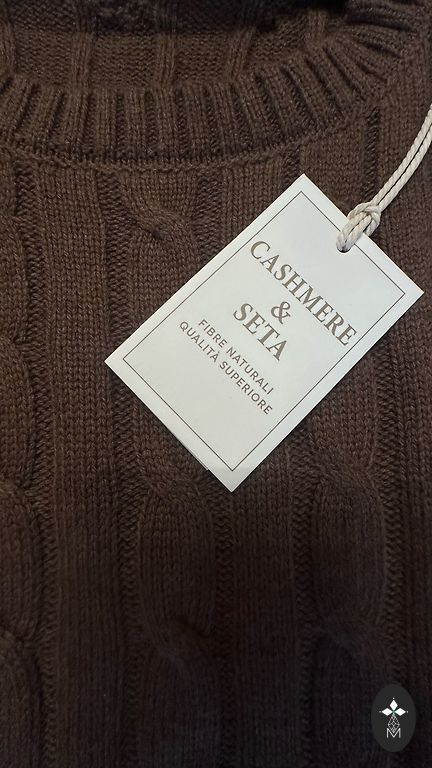 CASHMERE
&
SETA
FIBRE NATURALI
QUALITÀ SUPERIORE
M